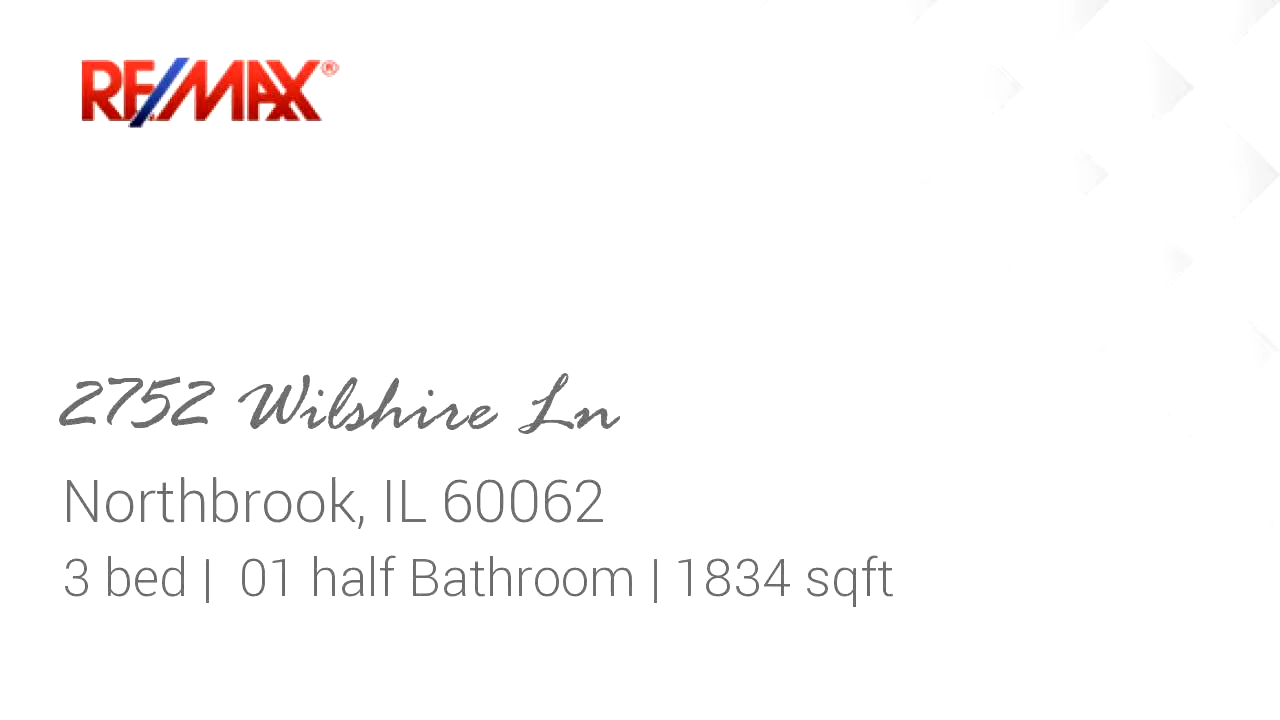 RE/MAX®
2752 Wilshire Ln
Northbrook, IL 60062
3 bed | 01 half Bathroom | 1834 sqft